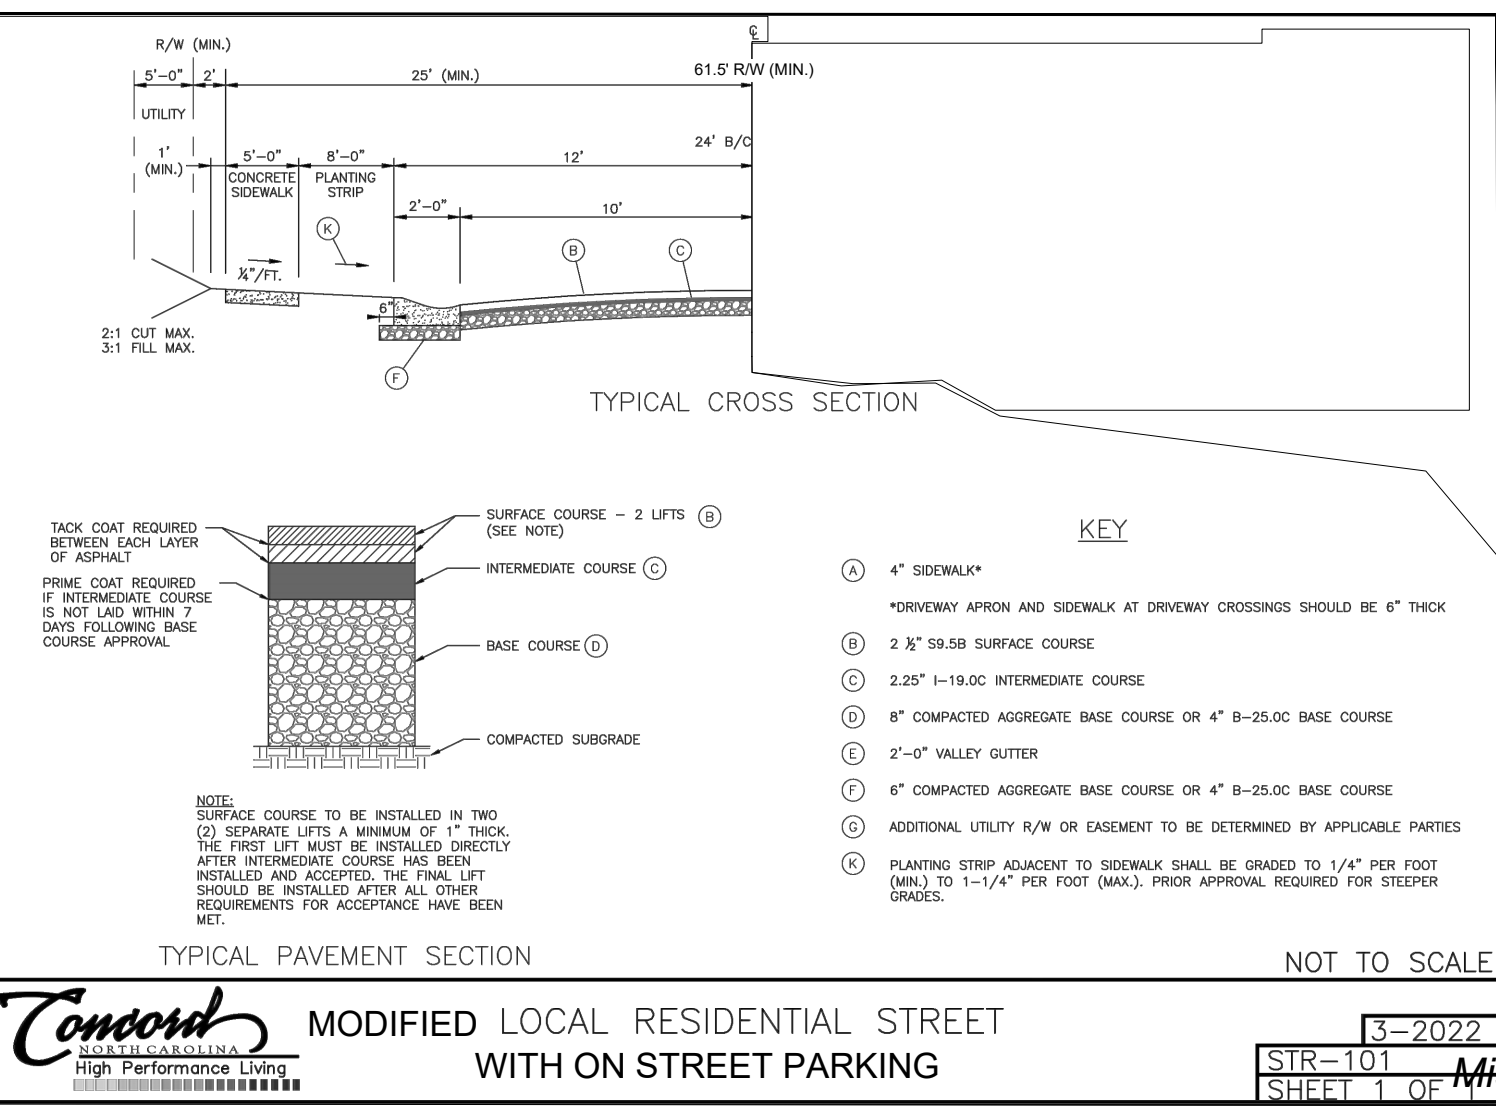 ℄
R/W (MIN.)
5'-0" 2' 25' (MIN.) 61.5' R/W (MIN.)
UTILITY
24' B/C
1'
(MIN.)
5'-0" 8'-0" 12'
CONCRETE
SIDEWALK
PLANTING
STRIP
2'-0" 10'
K
B
C
¼"/FT.
6"
2:1 CUT MAX.
3:1 FILL MAX.
F
TYPICAL CROSS SECTION
TACK COAT REQUIRED
BETWEEN EACH LAYER
OF ASPHALT
PRIME COAT REQUIRED
IF INTERMEDIATE COURSE
IS NOT LAID WITHIN 7
DAYS FOLLOWING BASE
COURSE APPROVAL
SURFACE COURSE - 2 LIFTS B
(SEE NOTE)
INTERMEDIATE COURSE C
BASE COURSE D
COMPACTED SUBGRADE
NOTE:
SURFACE COURSE TO BE INSTALLED IN TWO
(2) SEPARATE LIFTS A MINIMUM OF 1" THICK.
THE FIRST LIFT MUST BE INSTALLED DIRECTLY
AFTER INTERMEDIATE COURSE HAS BEEN
INSTALLED AND ACCEPTED. THE FINAL LIFT
SHOULD BE INSTALLED AFTER ALL OTHER
REQUIREMENTS FOR ACCEPTANCE HAVE BEEN
MET.
TYPICAL PAVEMENT SECTION
KEY
A 4" SIDEWALK*
*DRIVEWAY APRON AND SIDEWALK AT DRIVEWAY CROSSINGS SHOULD BE 6" THICK
B 2 ½" S9.5B SURFACE COURSE
C 2.25" I-19.0C INTERMEDIATE COURSE
D 8" COMPACTED AGGREGATE BASE COURSE OR 4" B-25.0C BASE COURSE
E 2'-0" VALLEY GUTTER
F 6" COMPACTED AGGREGATE BASE COURSE OR 4" B-25.0C BASE COURSE
G ADDITIONAL UTILITY R/W OR EASEMENT TO BE DETERMINED BY APPLICABLE PARTIES
K PLANTING STRIP ADJACENT TO SIDEWALK SHALL BE GRADED TO 1/4" PER FOOT
(MIN.) TO 1-1/4" PER FOOT (MAX.). PRIOR APPROVAL REQUIRED FOR STEEPER
GRADES.
NOT TO SCALE
Concord
NORTH CAROLINA
High Performance Living
MODIFIED LOCAL RESIDENTIAL STREET
WITH ON STREET PARKING
3-2022
STR-101
SHEET 1 OF 1